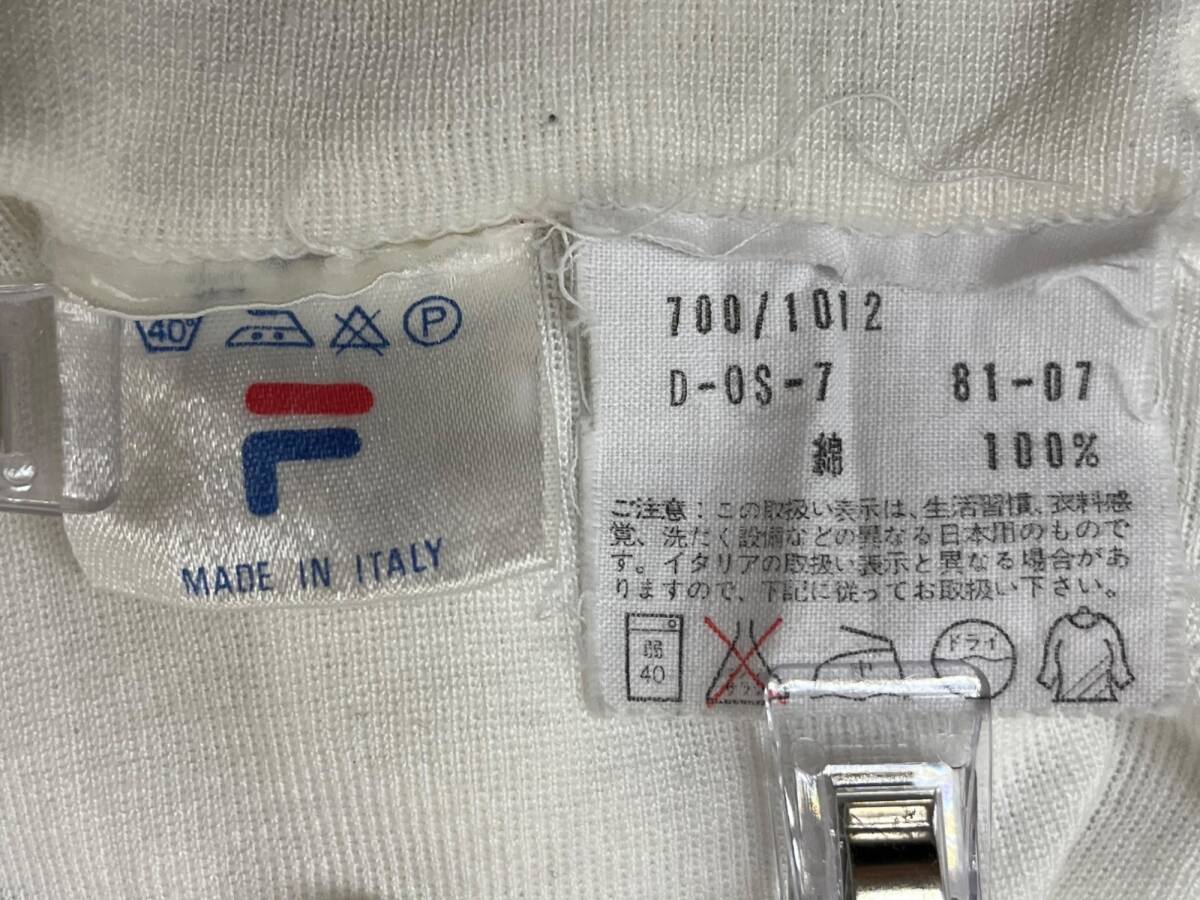 40°
P
MADE IN ITALY
700/1012
D-0S-7 81-07
綿 100%
ご注意：この取扱い表示は、生活習慣、衣料感
覚、洗たく設備などの異なる日本用のもので
す。イタリアの取扱い表示と異なる場合があ
りますので、下記に従ってお取扱い下さい。
弱
40
ドライ